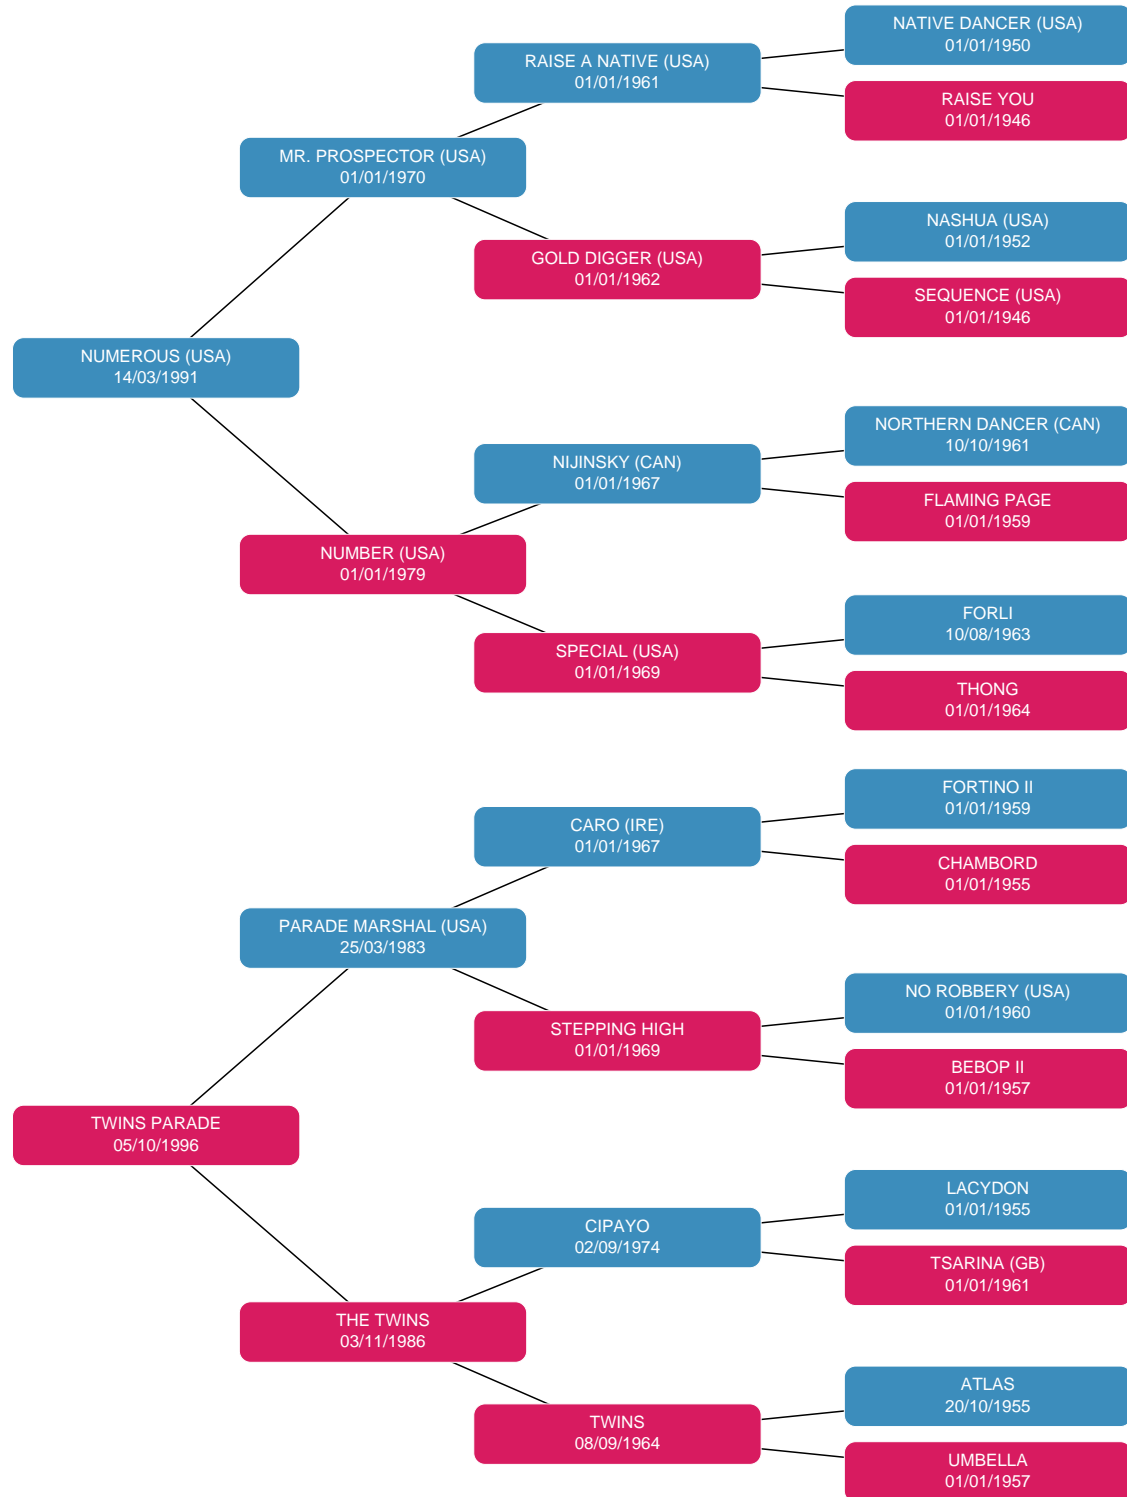 NATIVE DANCER (USA)
01/01/1950
RAISE A NATIVE (USA)
01/01/1961
RAISE YOU
01/01/1946
MR. PROSPECTOR (USA)
01/01/1970
NASHUA (USA)
01/01/1952
GOLD DIGGER (USA)
01/01/1962
SEQUENCE (USA)
01/01/1946
NUMEROUS (USA)
14/03/1991
NORTHERN DANCER (CAN)
10/10/1961
NIJINSKY (CAN)
01/01/1967
FLAMING PAGE
01/01/1959
NUMBER (USA)
01/01/1979
FORLI
10/08/1963
SPECIAL (USA)
01/01/1969
THONG
01/01/1964
FORTINO II
01/01/1959
CARO (IRE)
01/01/1967
CHAMBORD
01/01/1955
PARADE MARSHAL (USA)
25/03/1983
NO ROBBERY (USA)
01/01/1960
STEPPING HIGH
01/01/1969
BEBOP II
01/01/1957
TWINS PARADE
05/10/1996
LACYDON
01/01/1955
CIPAYO
02/09/1974
TSARINA (GB)
01/01/1961
THE TWINS
03/11/1986
ATLAS
20/10/1955
TWINS
08/09/1964
UMBELLA
01/01/1957